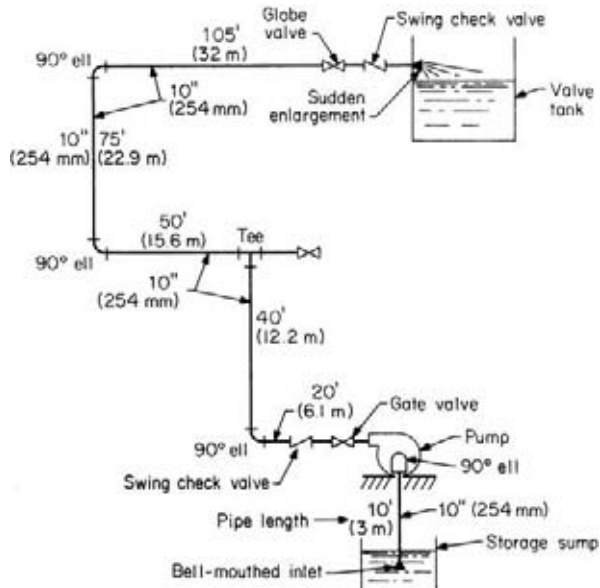 Globe
valve
Swing check valve
105'
(32 m)
90° ell
10"
(254 mm)
Sudden
enlargement
Valve
tank
10"
(254 mm)
75'
(22.9 m)
50'
(15.6 m)
Tee
90° ell
10"
(254 mm)
40'
(12.2 m)
20'
(6.1 m)
Gate valve
90° ell
Pump
90° ell
Swing check valve
10'
(3 m)
10" (254 mm)
Pipe length
Storage sump
Bell-mouthed inlet